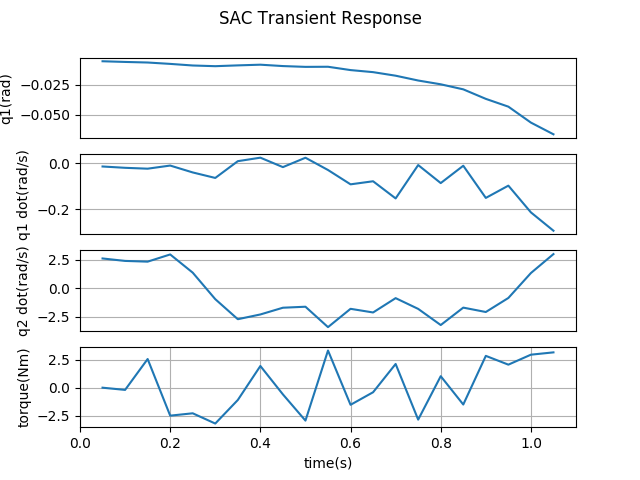 SAC Transient Response
q1(rad)
−0.025
−0.050
q1 dot(rad/s)
0.0
−0.2
q2 dot(rad/s)
2.5
0.0
−2.5
torque(Nm)
2.5
0.0
−2.5
0.0 0.2 0.4 0.6 0.8 1.0
time(s)